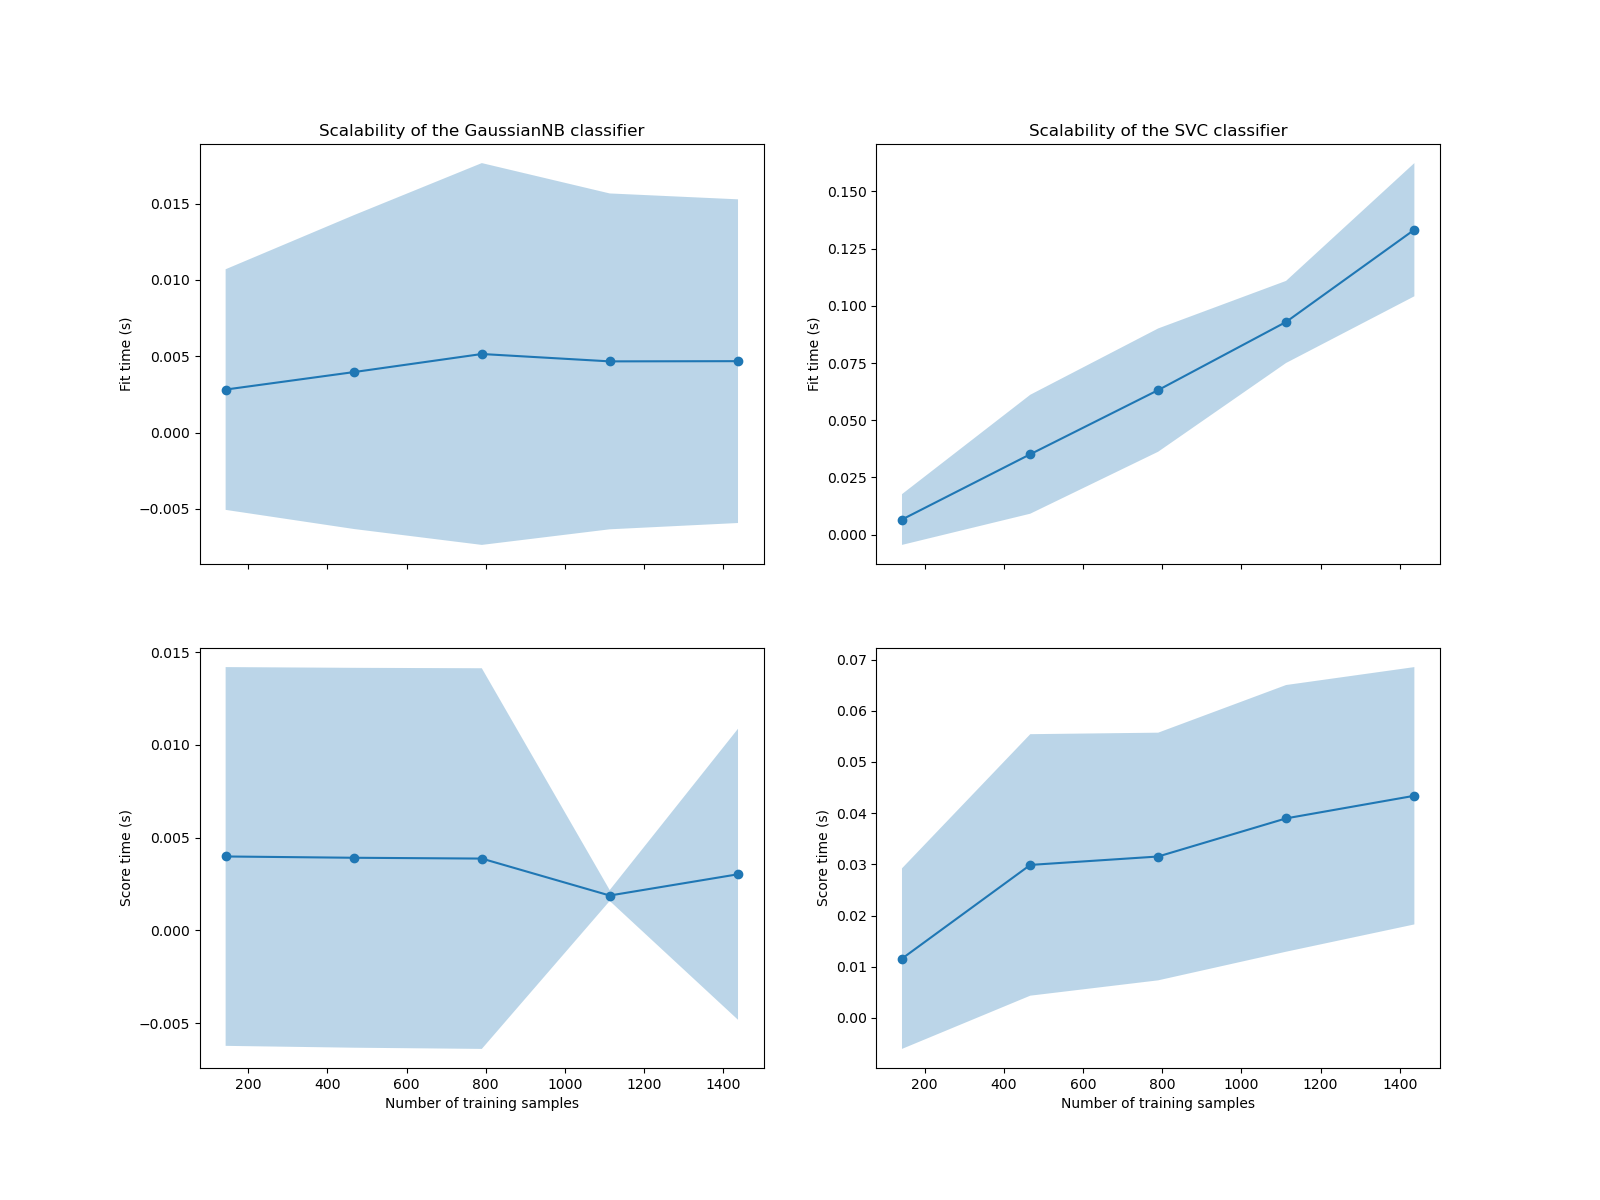 Scalability of the GaussianNB classifier
Scalability of the SVC classifier
0.015
0.010
0.005
0.000
−0.005
Fit time (s)
0.150
0.125
0.100
0.075
0.050
0.025
0.000
Fit time (s)
0.015
0.010
0.005
0.000
−0.005
Score time (s)
200 400 600 800 1000 1200 1400
Number of training samples
0.07
0.06
0.05
0.04
0.03
0.02
0.01
0.00
Score time (s)
200 400 600 800 1000 1200 1400
Number of training samples